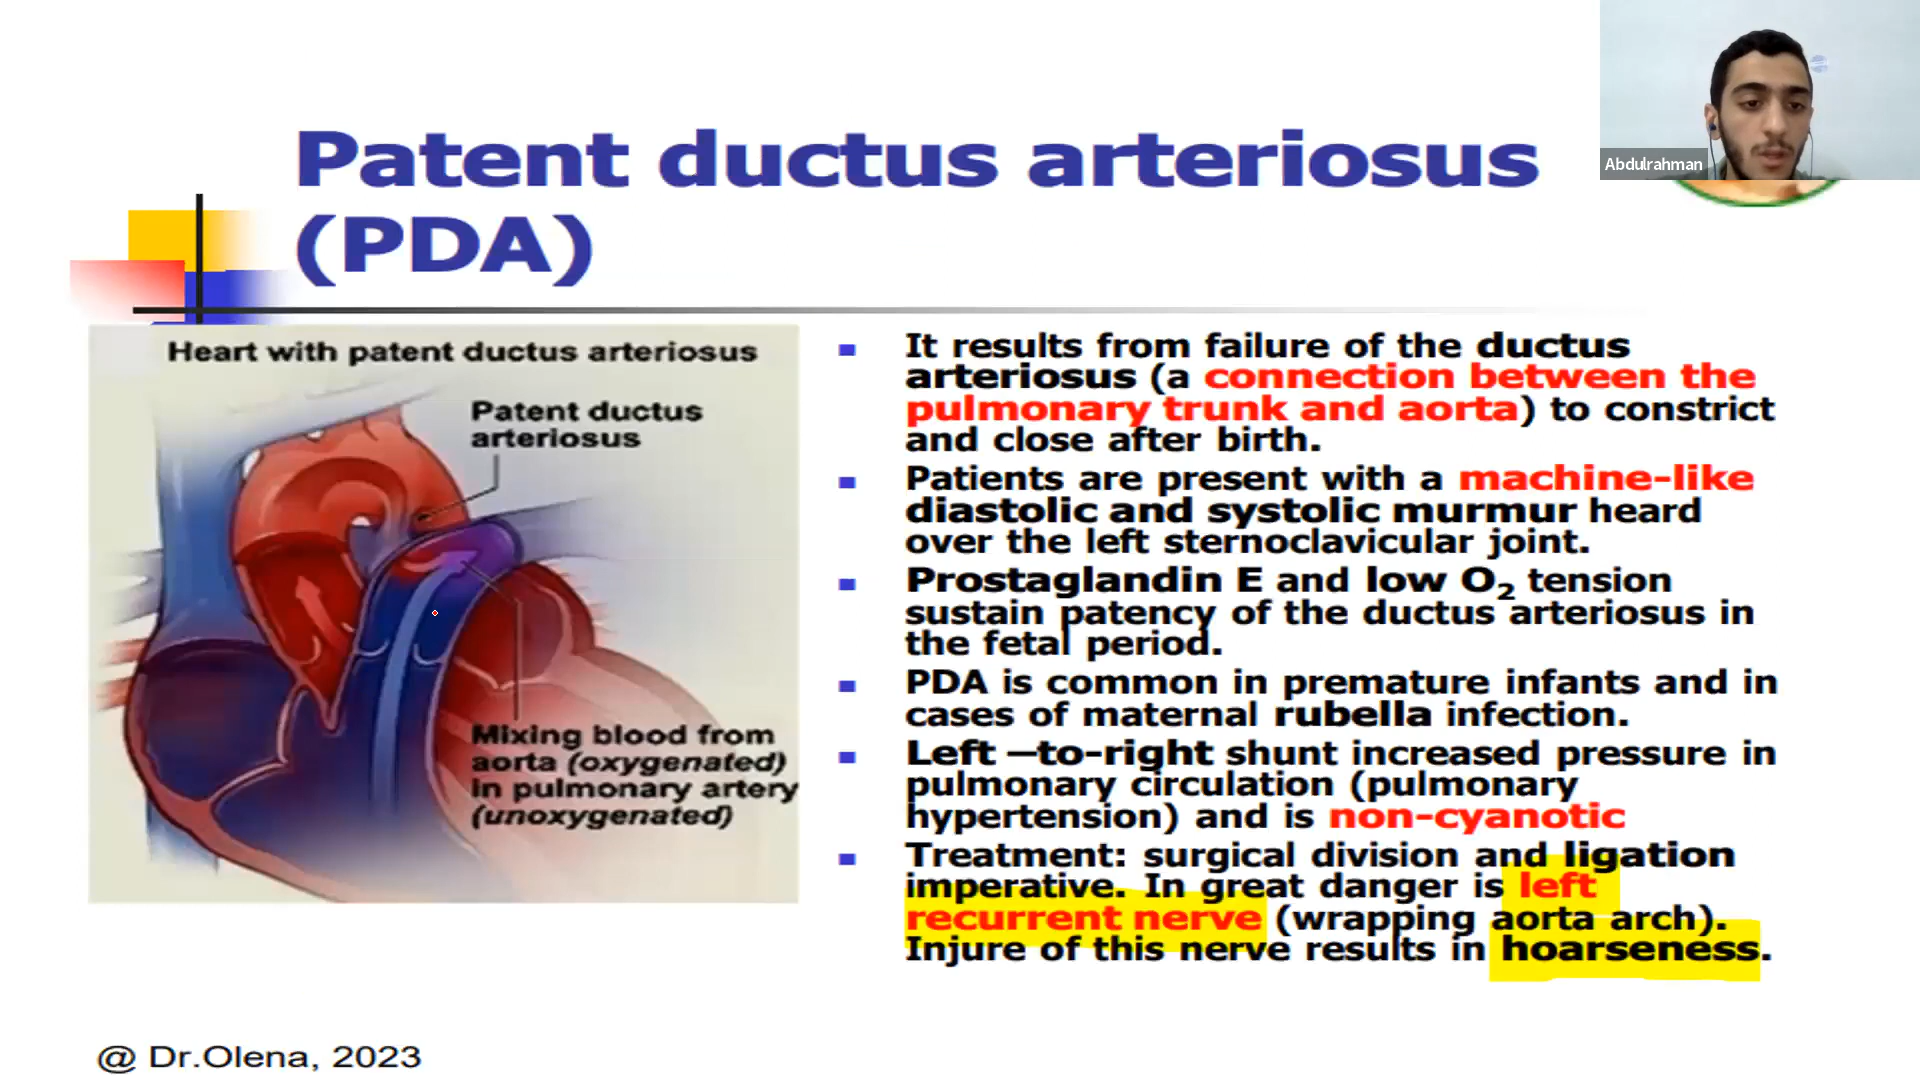 Abdulrahman
Patent ductus arteriosus
(PDA)
Heart with patent ductus arteriosus
Patent ductus
arteriosus
Mixing blood from
aorta (oxygenated)
in pulmonary artery
(unoxygenated)
It results from failure of the ductus
arteriosus (a connection between the
pulmonary trunk and aorta) to constrict
and close after birth.
Patients are present with a machine-like
diastolic and systolic murmur heard
over the left sternoclavicular joint.
Prostaglandin E and low O₂ tension
sustain patency of the ductus arteriosus in
the fetal period.
PDA is common in premature infants and in
cases of maternal rubella infection.
Left –to-right shunt increased pressure in
pulmonary circulation (pulmonary
hypertension) and is non-cyanotic
Treatment: surgical division and ligation
imperative. In great danger is left
recurrent nerve (wrapping aorta arch).
Injure of this nerve results in hoarseness.
@ Dr.Olena, 2023